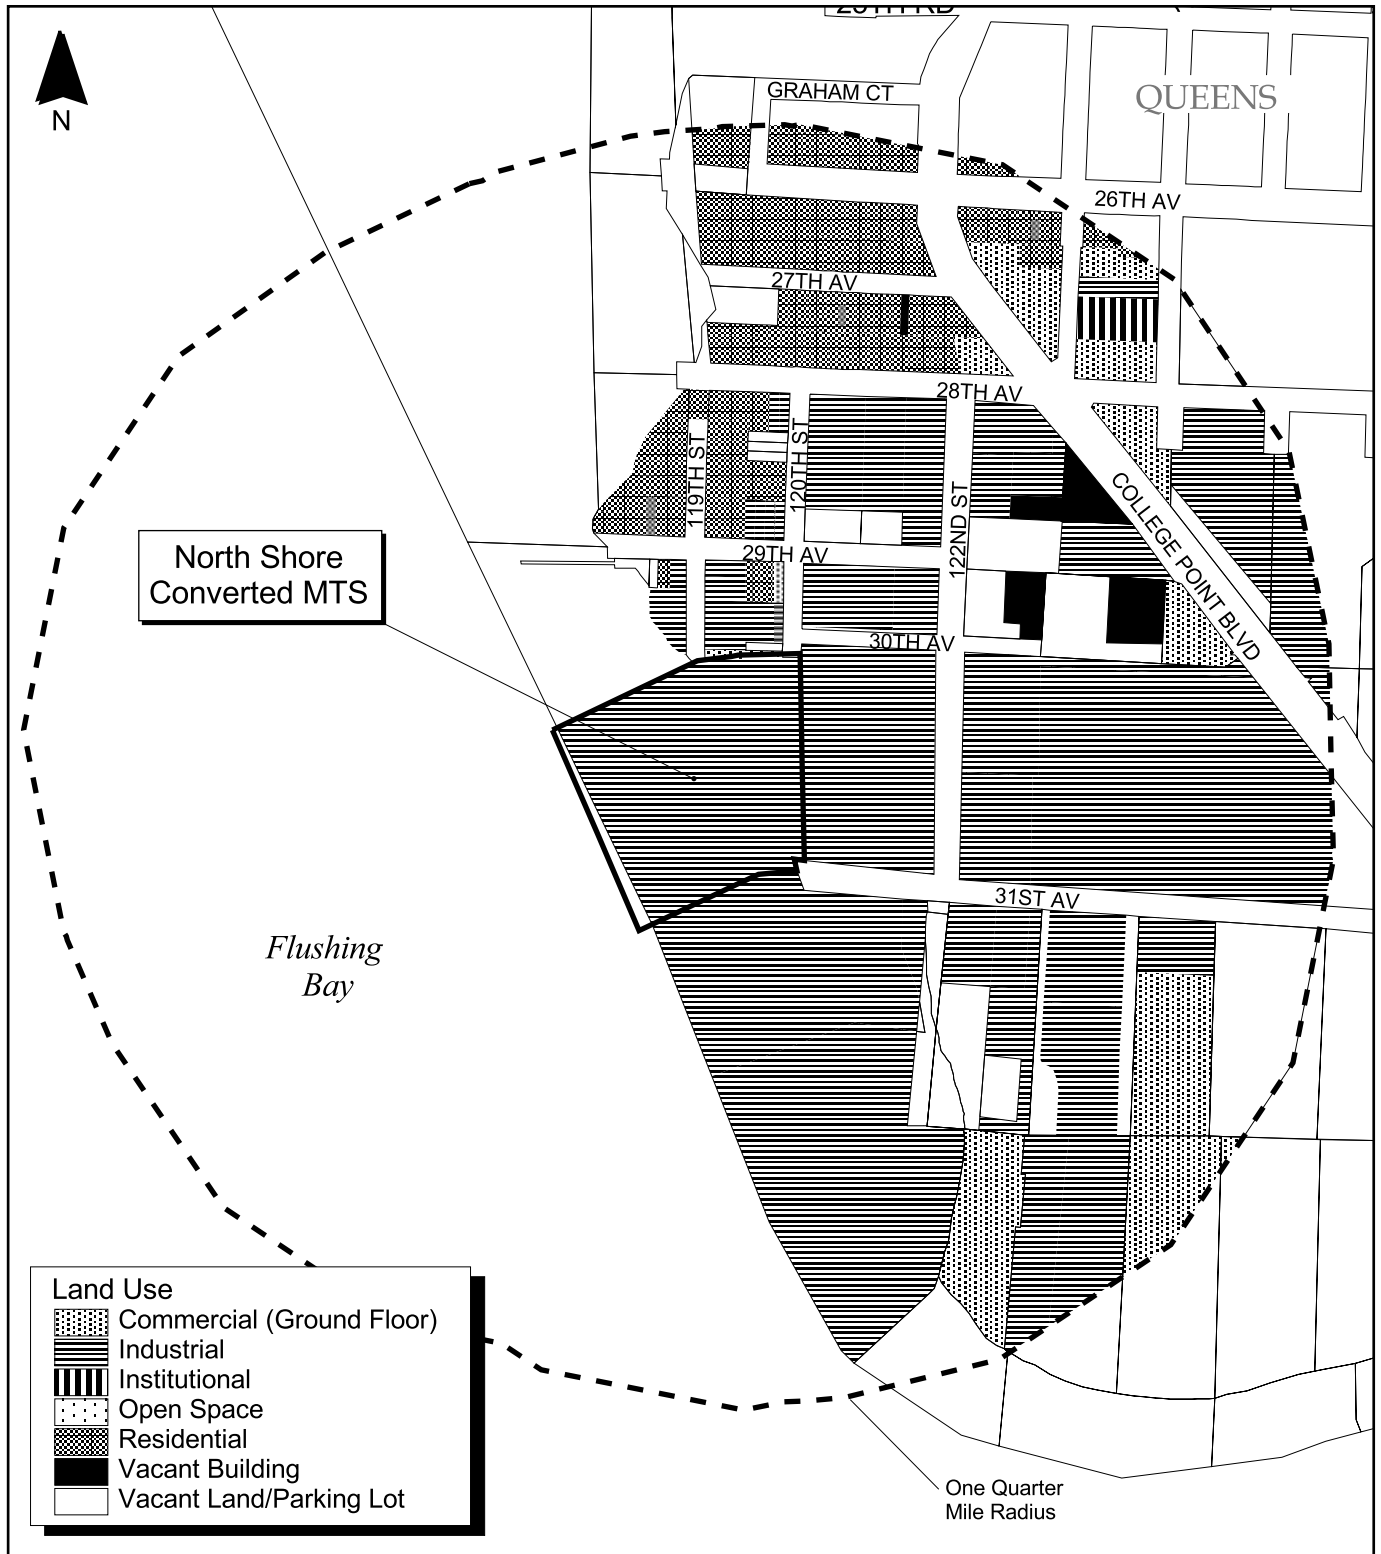 25TH RD
N
QUEENS
GRAHAM CT
26TH AV
27TH AV
28TH AV
119TH ST
120TH ST
122ND ST
COLLEGE POINT BLVD
29TH AV
North Shore
Converted MTS
30TH AV
31ST AV
Flushing
Bay
Land Use
Commercial (Ground Floor)
Industrial
Institutional
Open Space
Residential
Vacant Building
Vacant Land/Parking Lot
One Quarter
Mile Radius